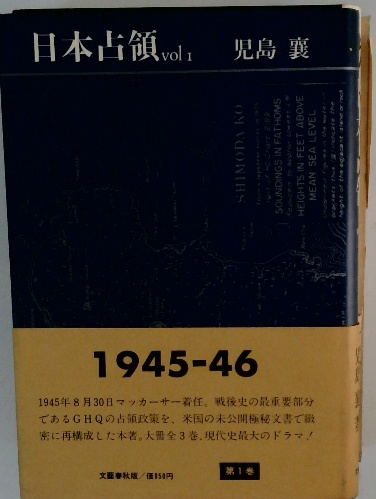 日本占領 vol 1 児島 襄
SHIMODA KO
SOUNDINGS IN FATHOMS
HEIGHTS IN FEET ABOVE
MEAN SEA LEVEL
1945-46
1945年8月30日マッカーサー着任。戦後史の最重要部分
であるGHQの占領政策を、米国の未公開極秘文書で緻
密に再構成した本著。大冊全3巻、現代史最大のドラマ！
文藝春秋版／価950円
第1巻